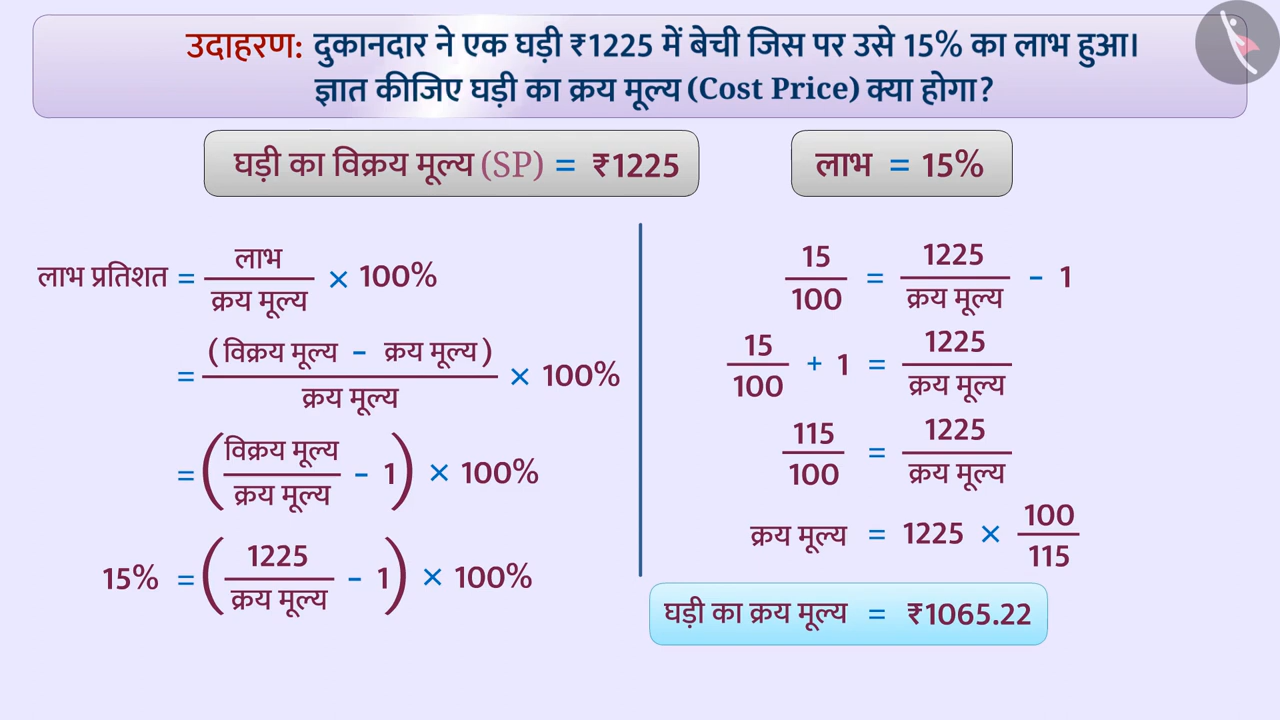 उदाहरण: दुकानदार ने एक घड़ी ₹1225 में बेची जिस पर उसे 15% का लाभ हुआ।
ज्ञात कीजिए घड़ी का क्रय मूल्य (Cost Price) क्या होगा?
घड़ी का विक्रय मूल्य (SP) = ₹1225
लाभ = 15%
लाभ प्रतिशत = लाभ / क्रय मूल्य × 100%
= (विक्रय मूल्य - क्रय मूल्य) / क्रय मूल्य × 100%
= (विक्रय मूल्य / क्रय मूल्य - 1) × 100%
15% = (1225 / क्रय मूल्य - 1) × 100%
15 / 100 = 1225 / क्रय मूल्य - 1
15 / 100 + 1 = 1225 / क्रय मूल्य
115 / 100 = 1225 / क्रय मूल्य
क्रय मूल्य = 1225 × 100 / 115
घड़ी का क्रय मूल्य = ₹1065.22